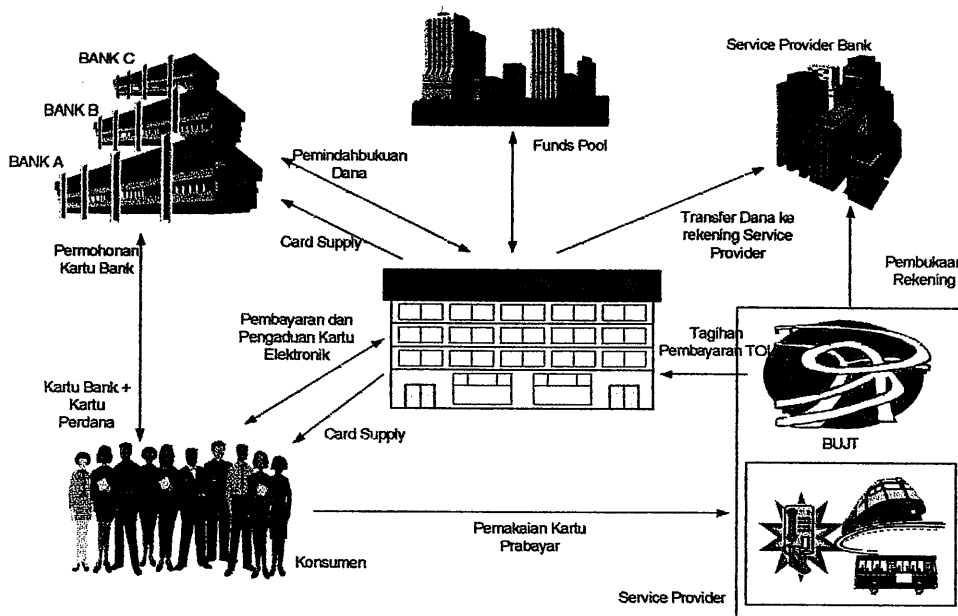 BANK C
BANK B
BANK A
Service Provider Bank
Funds Pool
Pemindahbukuan
Dana
Card Supply
Transfer Dana ke
rekening Service
Provider
Permohonan
Kartu Bank
Pembukaan
Rekening
Pembayaran dan
Pengaduan Kartu
Elektronik
Tagihan
Pembayaran TOL
Kartu Bank +
Kartu
Perdana
Card Supply
BUJT
Konsumen
Pemakaian Kartu
Prabayar
Service Provider